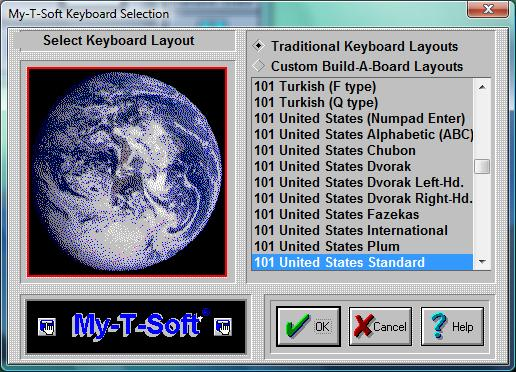 My-T-Soft Keyboard Selection
Select Keyboard Layout
Traditional Keyboard Layouts
Custom Build-A-Board Layouts
101 Turkish (F type)
101 Turkish (Q type)
101 United States (Numpad Enter)
101 United States Alphabetic (ABC)
101 United States Chubon
101 United States Dvorak
101 United States Dvorak Left-Hd.
101 United States Dvorak Right-Hd.
101 United States Fazekas
101 United States International
101 United States Plum
101 United States Standard
My-T-Soft®
OK
Cancel
? Help